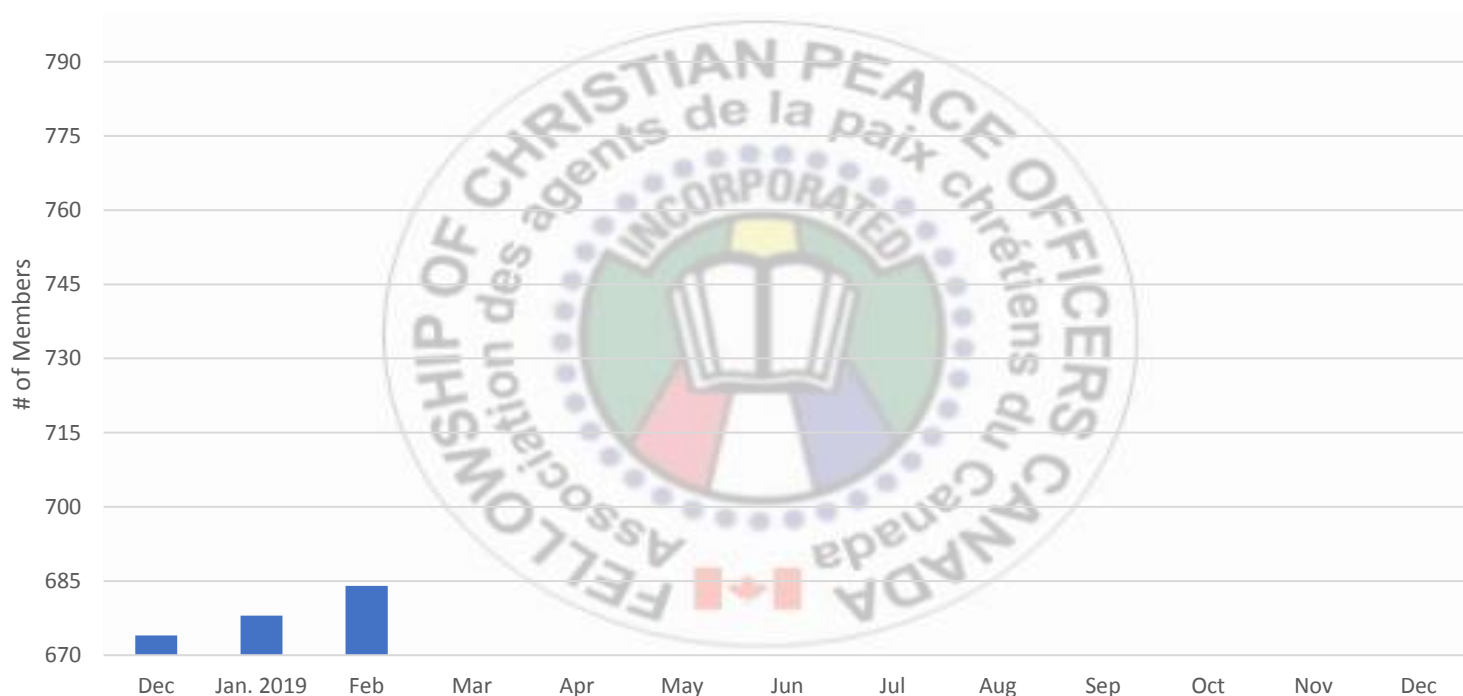 790
775
760
745
730
715
700
685
670
# of Members
Dec Jan. 2019 Feb Mar Apr May Jun Jul Aug Sep Oct Nov Dec
FELLOWSHIP OF CHRISTIAN PEACE OFFICERS CANADA
Association des agents de la paix chrétiens du Canada
INCORPORATED